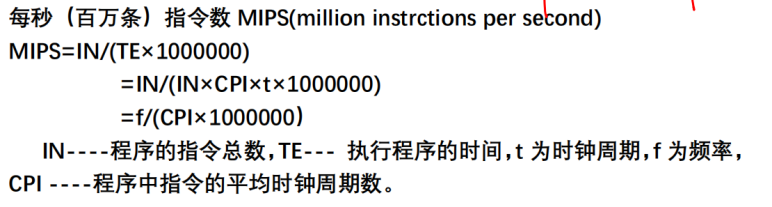 每秒（百万条）指令数 MIPS(million instrctions per second)
MIPS=IN/(TE×1000000)
=IN/(IN×CPI×t×1000000)
=f/(CPI×1000000）
IN----程序的指令总数,TE--- 执行程序的时间,t 为时钟周期,f 为频率，
CPI ----程序中指令的平均时钟周期数。